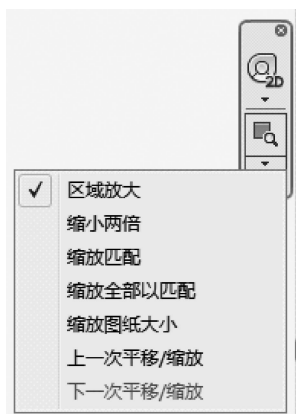 2D
区域放大
缩小两倍
缩放匹配
缩放全部以匹配
缩放图纸大小
上一次平移/缩放
下一次平移/缩放